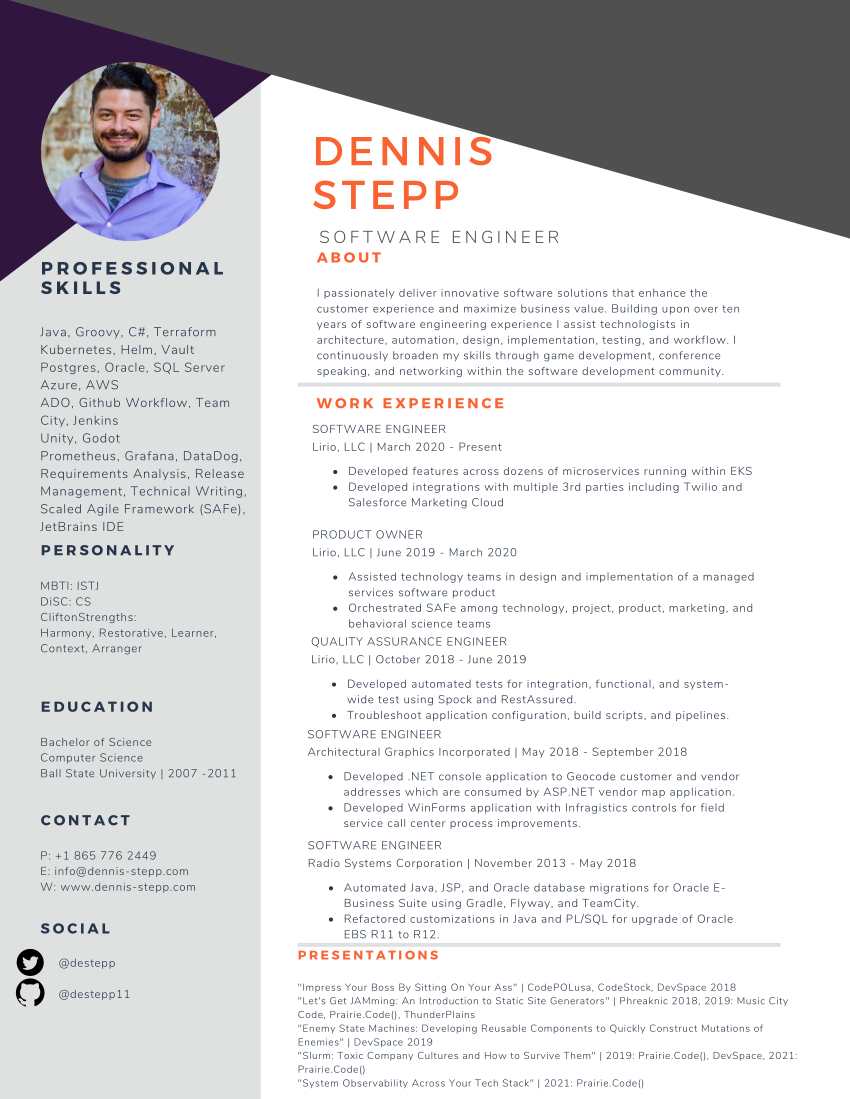 DENNIS
STEPP
SOFTWARE ENGINEER
ABOUT
I passionately deliver innovative software solutions that enhance the
customer experience and maximize business value. Building upon over ten
years of software engineering experience I assist technologists in
architecture, automation, design, implementation, testing, and workflow. I
continuously broaden my skills through game development, conference
speaking, and networking within the software development community.
WORK EXPERIENCE
SOFTWARE ENGINEER
Lirio, LLC | March 2020 - Present
• Developed features across dozens of microservices running within EKS
• Developed integrations with multiple 3rd parties including Twilio and
Salesforce Marketing Cloud
PRODUCT OWNER
Lirio, LLC | June 2019 - March 2020
• Assisted technology teams in design and implementation of a managed
services software product
• Orchestrated SAFe among technology, project, product, marketing, and
behavioral science teams
QUALITY ASSURANCE ENGINEER
Lirio, LLC | October 2018 - June 2019
• Developed automated tests for integration, functional, and system-
wide test using Spock and RestAssured.
• Troubleshoot application configuration, build scripts, and pipelines.
SOFTWARE ENGINEER
Architectural Graphics Incorporated | May 2018 - September 2018
• Developed .NET console application to Geocode customer and vendor
addresses which are consumed by ASP.NET vendor map application.
• Developed WinForms application with Infragistics controls for field
service call center process improvements.
SOFTWARE ENGINEER
Radio Systems Corporation | November 2013 - May 2018
• Automated Java, JSP, and Oracle database migrations for Oracle E-
Business Suite using Gradle, Flyway, and TeamCity.
• Refactored customizations in Java and PL/SQL for upgrade of Oracle
EBS R11 to R12.
PRESENTATIONS
"Impress Your Boss By Sitting On Your Ass" | CodePOLusa, CodeStock, DevSpace 2018
"Let's Get JAMming: An Introduction to Static Site Generators" | Phreaknic 2018, 2019: Music City
Code, Prairie.Code(), ThunderPlains
"Enemy State Machines: Developing Reusable Components to Quickly Construct Mutations of
Enemies" | DevSpace 2019
"Slurm: Toxic Company Cultures and How to Survive Them" | 2019: Prairie.Code(), DevSpace, 2021:
Prairie.Code()
"System Observability Across Your Tech Stack" | 2021: Prairie.Code()
PROFESSIONAL
SKILLS
Java, Groovy, C#, Terraform
Kubernetes, Helm, Vault
Postgres, Oracle, SQL Server
Azure, AWS
ADO, Github Workflow, Team
City, Jenkins
Unity, Godot
Prometheus, Grafana, DataDog,
Requirements Analysis, Release
Management, Technical Writing,
Scaled Agile Framework (SAFe),
JetBrains IDE
PERSONALITY
MBTI: ISTJ
DiSC: CS
CliftonStrengths:
Harmony, Restorative, Learner,
Context, Arranger
EDUCATION
Bachelor of Science
Computer Science
Ball State University | 2007 -2011
CONTACT
P: +1 865 776 2449
E: info@dennis-stepp.com
W: www.dennis-stepp.com
SOCIAL
@destepp
@destepp11